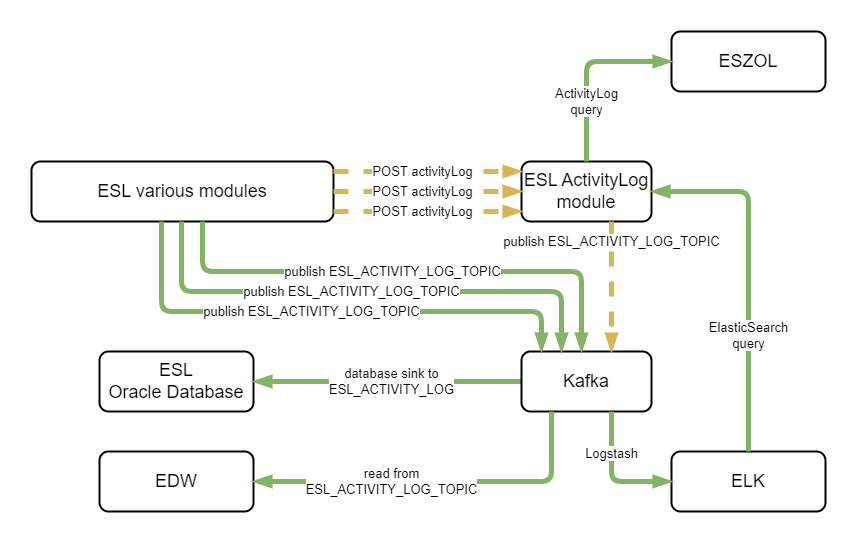 ESZOL
ActivityLog
query
ESL various modules
POST activityLog
POST activityLog
POST activityLog
ESL ActivityLog
module
publish ESL_ACTIVITY_LOG_TOPIC
publish ESL_ACTIVITY_LOG_TOPIC
publish ESL_ACTIVITY_LOG_TOPIC
publish ESL_ACTIVITY_LOG_TOPIC
ElasticSearch
query
ESL
Oracle Database
database sink to
ESL_ACTIVITY_LOG
Kafka
EDW
read from
ESL_ACTIVITY_LOG_TOPIC
Logstash
ELK